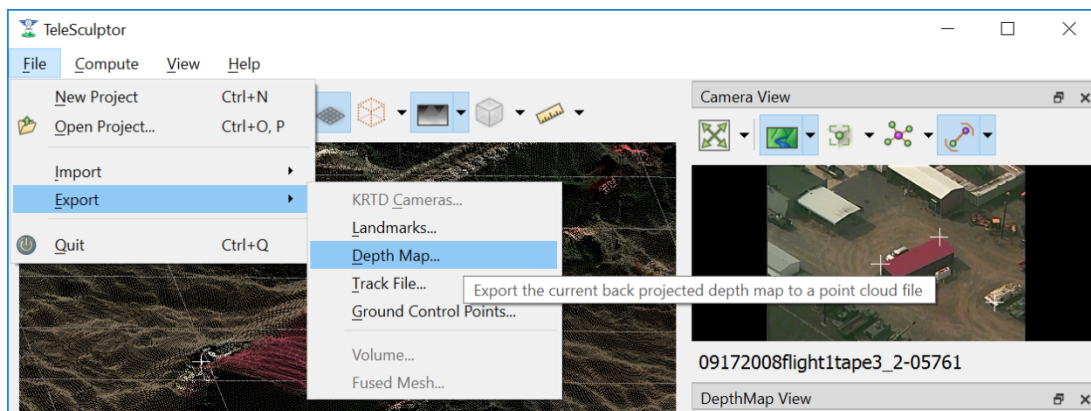 TeleSculptor
File Compute View Help
New Project Ctrl+N
Open Project... Ctrl+O, P
Import
Export
Quit Ctrl+Q
KRTD Cameras...
Landmarks...
Depth Map...
Track File...
Ground Control Points...
Volume...
Fused Mesh...
Export the current back projected depth map to a point cloud file
Camera View
09172008flight1tape3_2-05761
DepthMap View